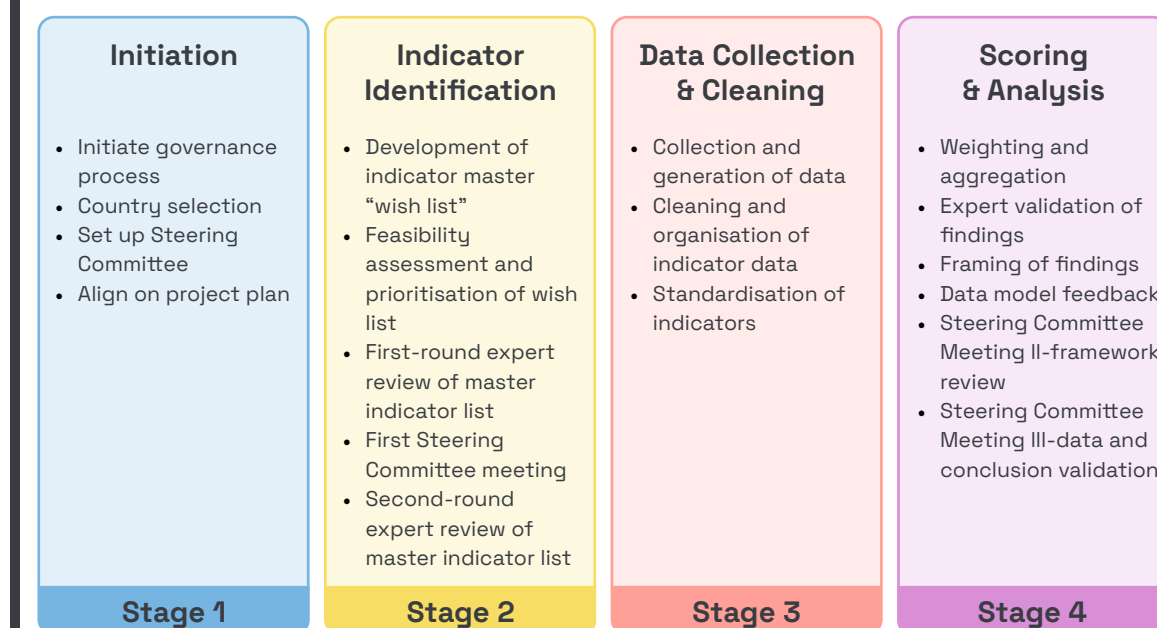 Initiation
• Initiate governance
process
• Country selection
• Set up Steering
Committee
• Align on project plan
Stage 1
Indicator
Identification
• Development of
indicator master
“wish list”
• Feasibility
assessment and
prioritisation of wish
list
• First-round expert
review of master
indicator list
• First Steering
Committee meeting
• Second-round
expert review of
master indicator list
Stage 2
Data Collection
& Cleaning
• Collection and
generation of data
• Cleaning and
organisation of
indicator data
• Standardisation of
indicators
Stage 3
Scoring
& Analysis
• Weighting and
aggregation
• Expert validation of
findings
• Framing of findings
• Data model feedback
• Steering Committee
Meeting II-framework
review
• Steering Committee
Meeting III-data and
conclusion validation
Stage 4